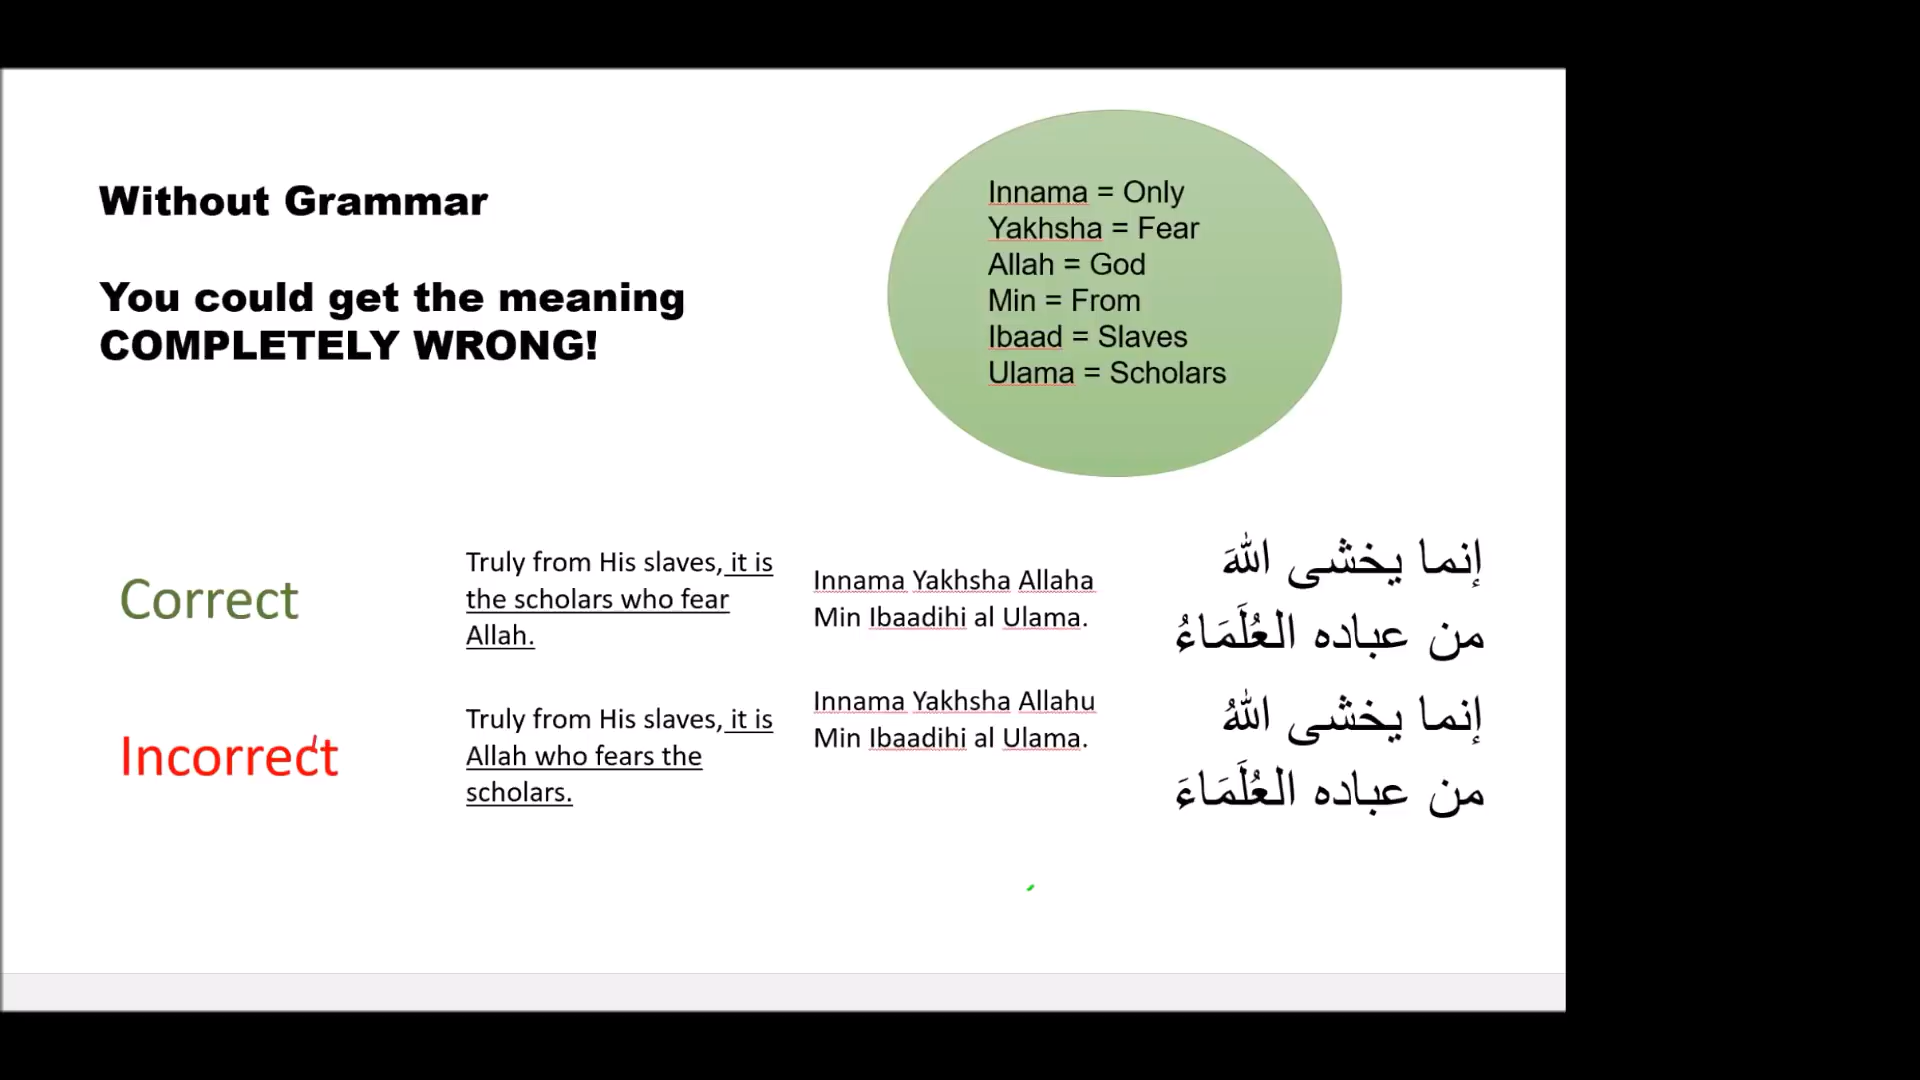 Without Grammar
You could get the meaning
COMPLETELY WRONG!
Innama = Only
Yakhsha = Fear
Allah = God
Min = From
Ibaad = Slaves
Ulama = Scholars
Correct
Truly from His slaves, it is
the scholars who fear
Allah.
Innama Yakhsha Allaha
Min Ibaadihi al Ulama.
إنما يخشى اللهَ
من عباده العُلَمَاءُ
Incorrect
Truly from His slaves, it is
Allah who fears the
scholars.
Innama Yakhsha Allahu
Min Ibaadihi al Ulama.
إنما يخشى اللهُ
من عباده العُلَمَاءَ